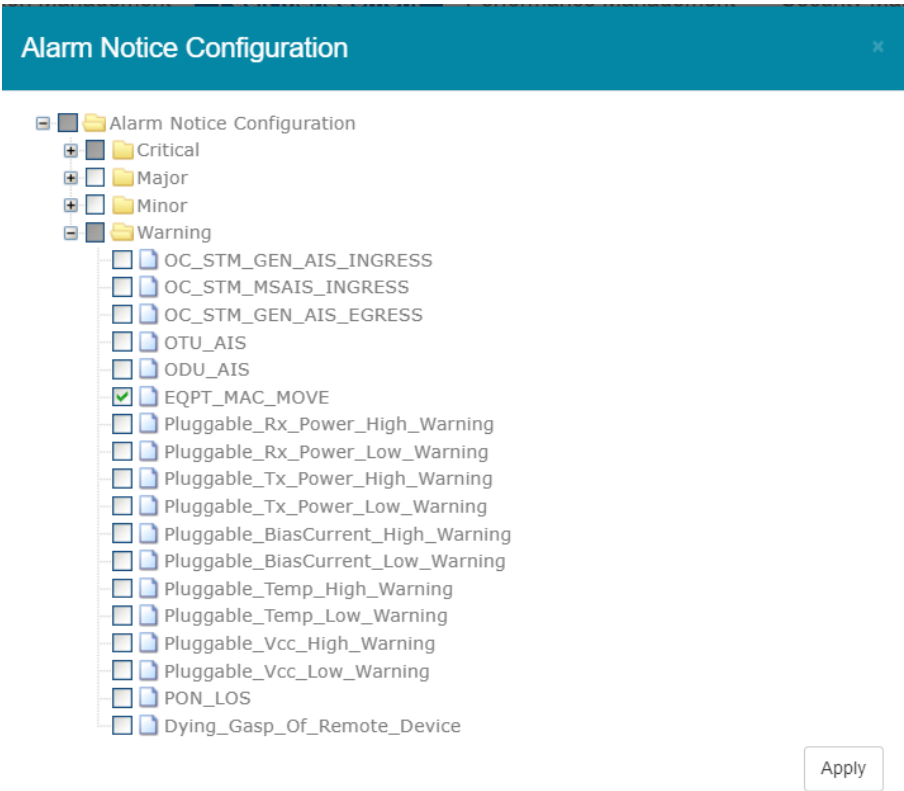 Alarm Notice Configuration
×
Alarm Notice Configuration
Critical
Major
Minor
Warning
OC_STM_GEN_AIS_INGRESS
OC_STM_MSAIS_INGRESS
OC_STM_GEN_AIS_EGRESS
OTU_AIS
ODU_AIS
EQPT_MAC_MOVE
Pluggable_Rx_Power_High_Warning
Pluggable_Rx_Power_Low_Warning
Pluggable_Tx_Power_High_Warning
Pluggable_Tx_Power_Low_Warning
Pluggable_BiasCurrent_High_Warning
Pluggable_BiasCurrent_Low_Warning
Pluggable_Temp_High_Warning
Pluggable_Temp_Low_Warning
Pluggable_Vcc_High_Warning
Pluggable_Vcc_Low_Warning
PON_LOS
Dying_Gasp_Of_Remote_Device
Apply